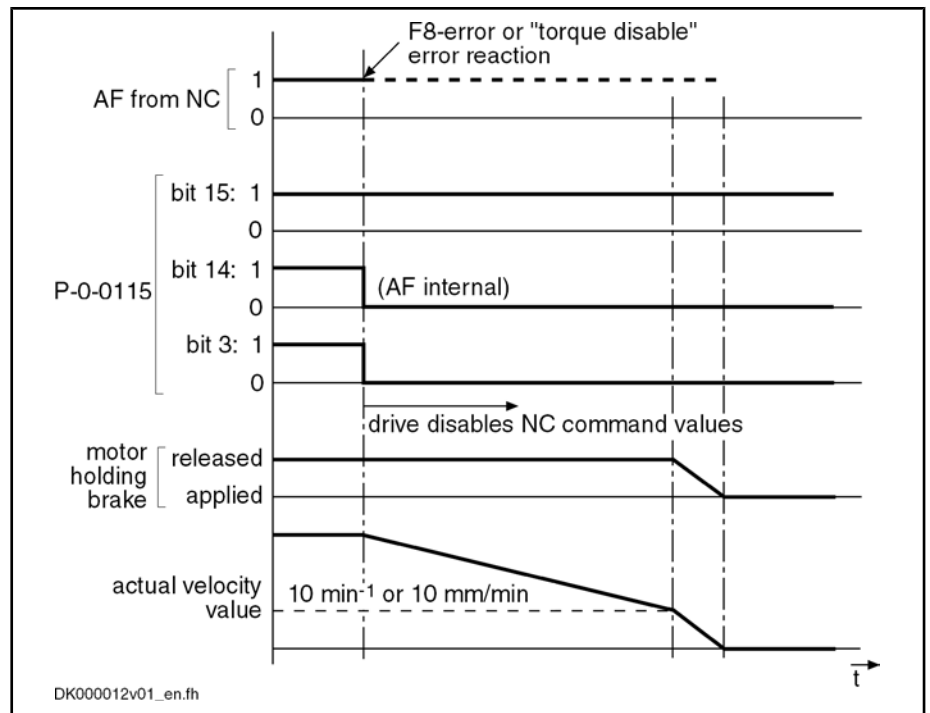 F8-error or "torque disable"
error reaction
AF from NC
1
0
P-0-0115
bit 15: 1
0
bit 14: 1
(AF internal)
0
bit 3: 1
0
drive disables NC command values
motor
holding
brake
released
applied
actual velocity
value
10 min-1 or 10 mm/min
t
DK000012v01_en.fh